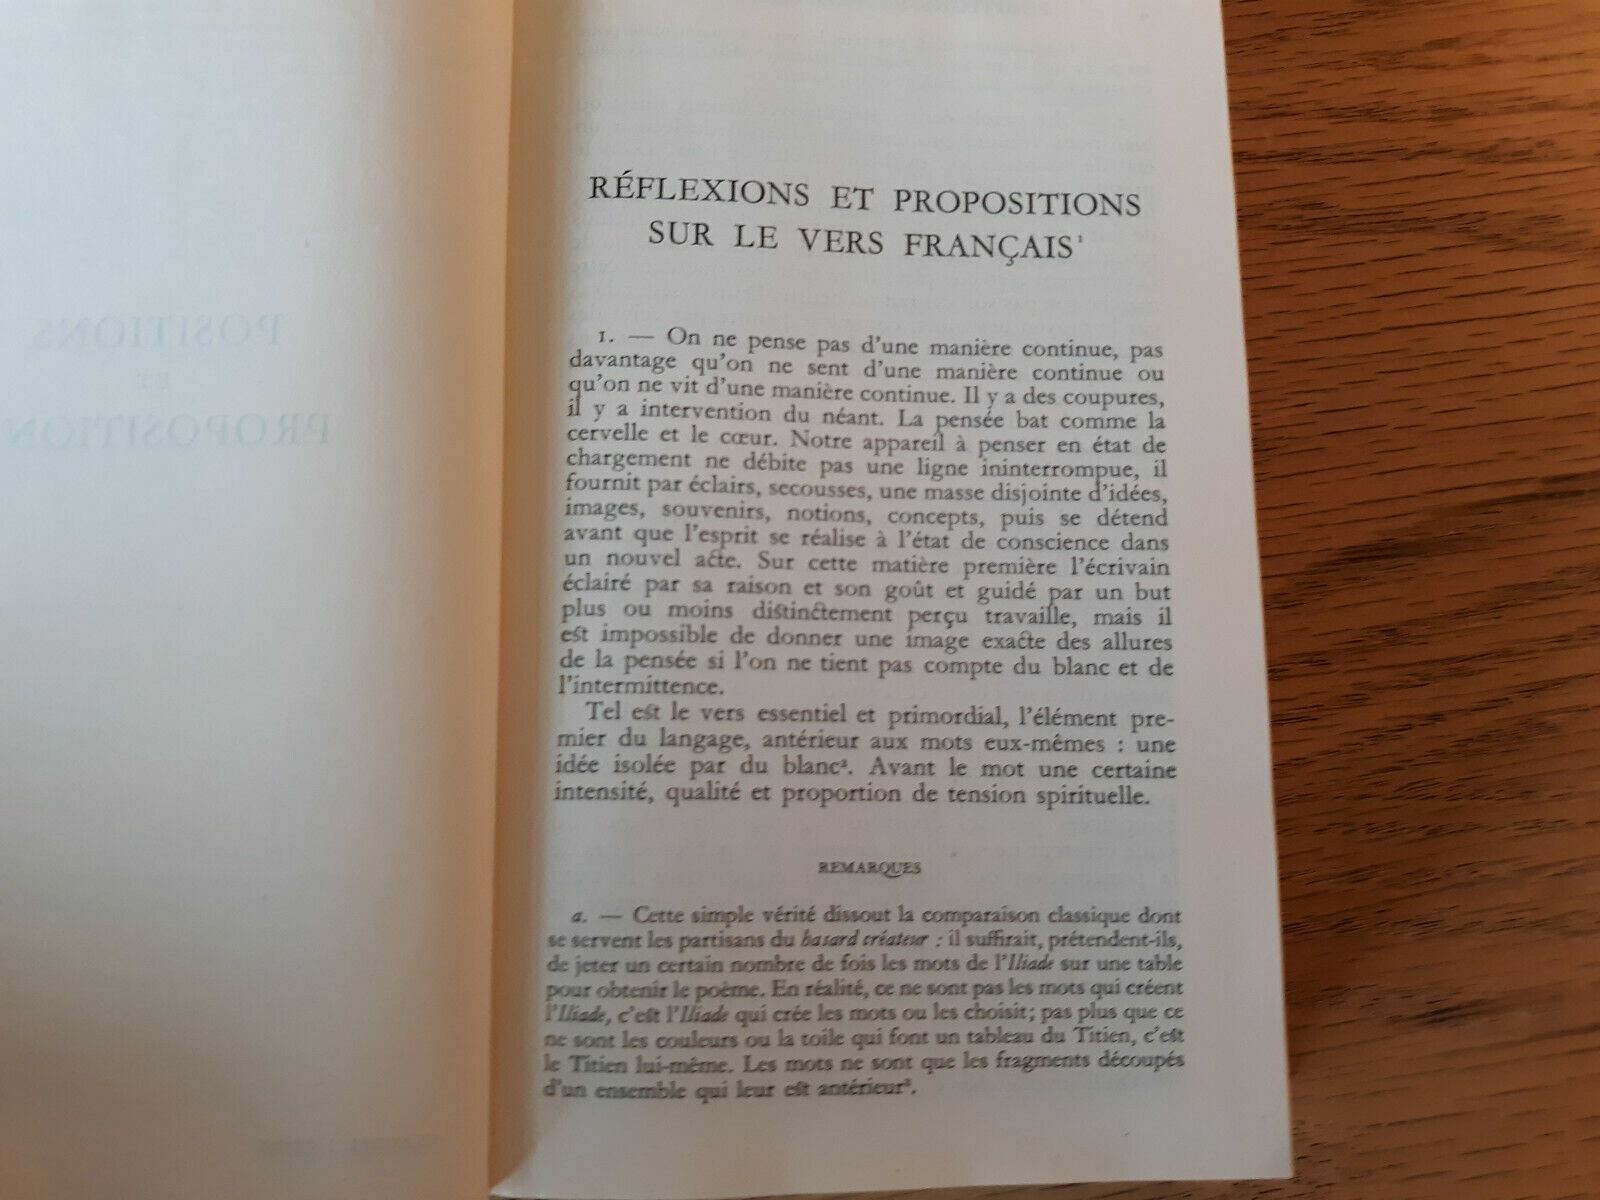 POSITIONS
ET
PROPOSITIONS
RÉFLEXIONS ET PROPOSITIONS
SUR LE VERS FRANÇAIS¹
1. — On ne pense pas d'une manière continue, pas
davantage qu'on ne sent d'une manière continue ou
qu'on ne vit d'une manière continue. Il y a des coupures,
il y a intervention du néant. La pensée bat comme la
cervelle et le cœur. Notre appareil à penser en état de
chargement ne débite pas une ligne ininterrompue, il
fournit par éclairs, secousses, une masse disjointe d'idées,
images, souvenirs, notions, concepts, puis se détend
avant que l'esprit se réalise à l'état de conscience dans
un nouvel acte. Sur cette matière première l'écrivain
éclairé par sa raison et son goût et guidé par un but
plus ou moins distinctement perçu travaille, mais il
est impossible de donner une image exacte des allures
de la pensée si l'on ne tient pas compte du blanc et de
l'intermittence.
Tel est le vers essentiel et primordial, l'élément pre-
mier du langage, antérieur aux mots eux-mêmes : une
idée isolée par du blanc². Avant le mot une certaine
intensité, qualité et proportion de tension spirituelle.
REMARQUES
a. — Cette simple vérité dissout la comparaison classique dont
se servent les partisans du hasard créateur : il suffirait, prétendent-ils,
de jeter un certain nombre de fois les mots de l'Iliade sur une table
pour obtenir le poème. En réalité, ce ne sont pas les mots qui créent
l'Iliade, c'est l'Iliade qui crée les mots ou les choisit; pas plus que ce
ne sont les couleurs ou la toile qui font un tableau du Titien, c'est
le Titien lui-même. Les mots ne sont que les fragments découpés
d'un ensemble qui leur est antérieur³.